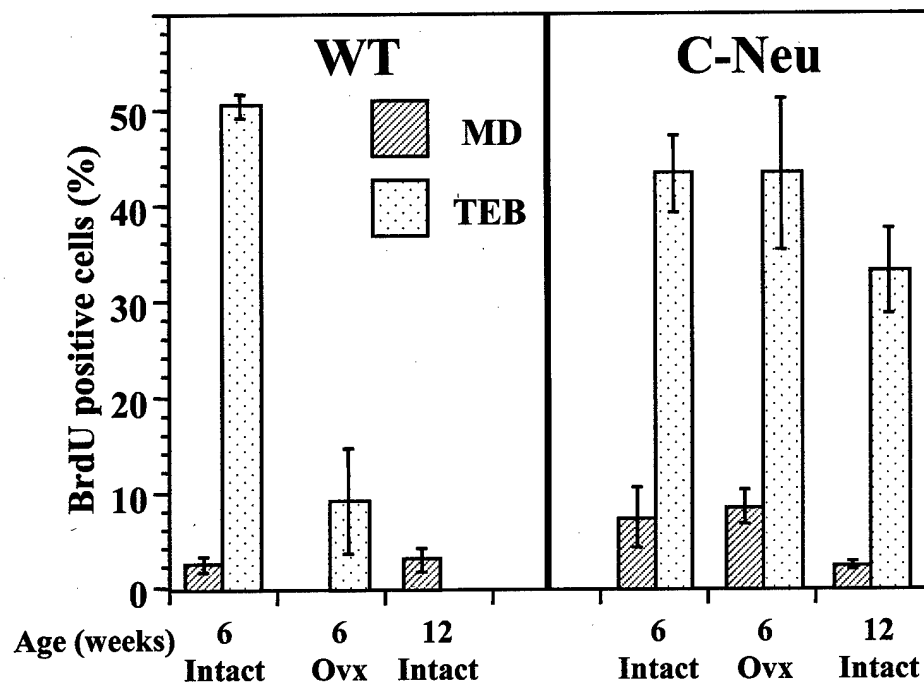 WT
C-Neu
MD
TEB
BrdU positive cells (%)
50
40
30
20
10
0
Age (weeks)
6 6 12 6 6 12
Intact Ovx Intact Intact Ovx Intact